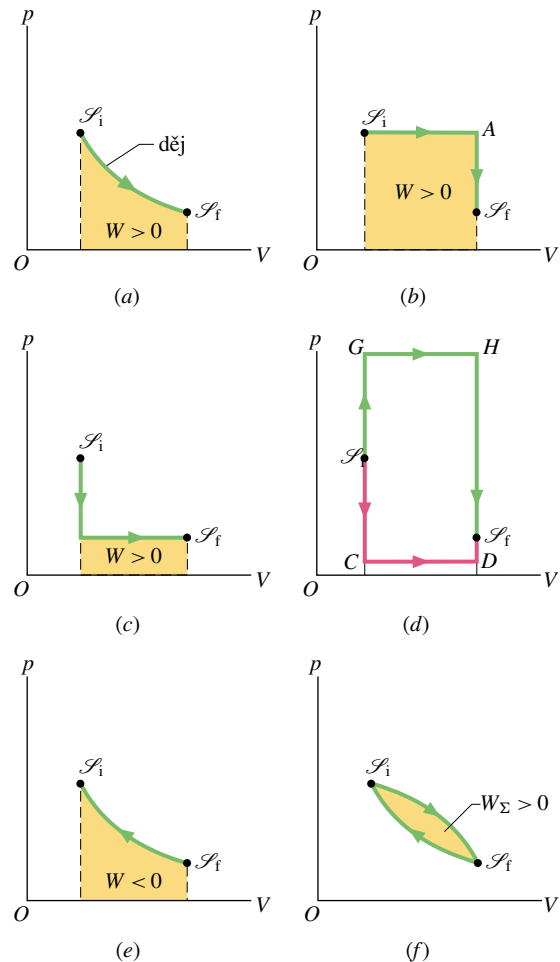 p
𝒮i
děj
W > 0
𝒮f
O
V
(a)
p
𝒮i
A
W > 0
𝒮f
O
V
(b)
p
𝒮i
W > 0
𝒮f
O
V
(c)
p
G
H
𝒮i
𝒮f
C
D
O
V
(d)
p
𝒮i
𝒮f
W < 0
O
V
(e)
p
𝒮i
WΣ > 0
𝒮f
O
V
(f)